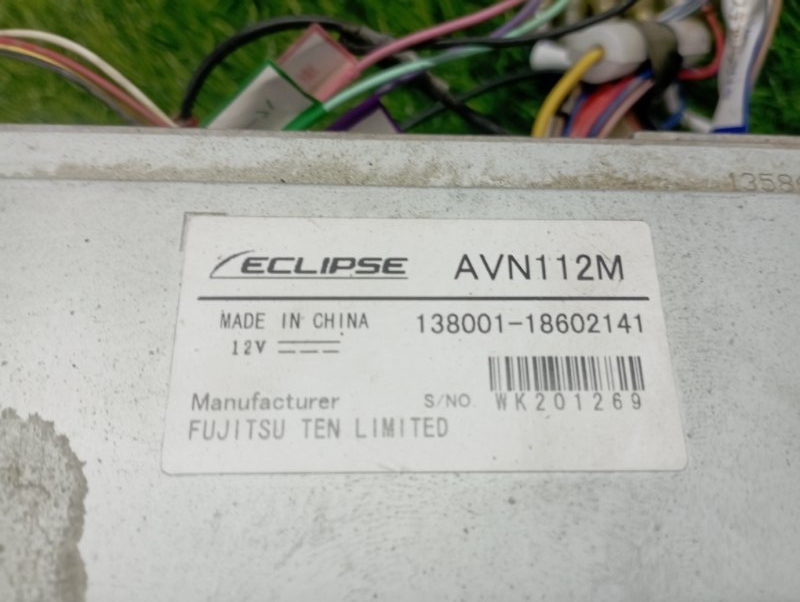 ECLIPSE AVN112M
MADE IN CHINA 138001-18602141
12V
Manufacturer S/NO. WK201269
FUJITSU TEN LIMITED